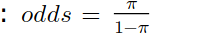 : odds = π / 1−π